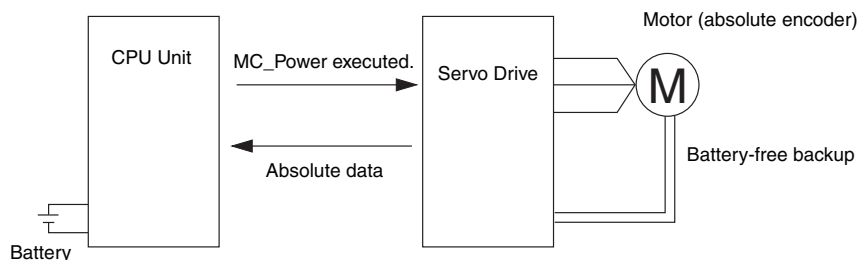 Motor (absolute encoder)
CPU Unit
MC_Power executed.
Servo Drive
M
Absolute data
Battery-free backup
Battery